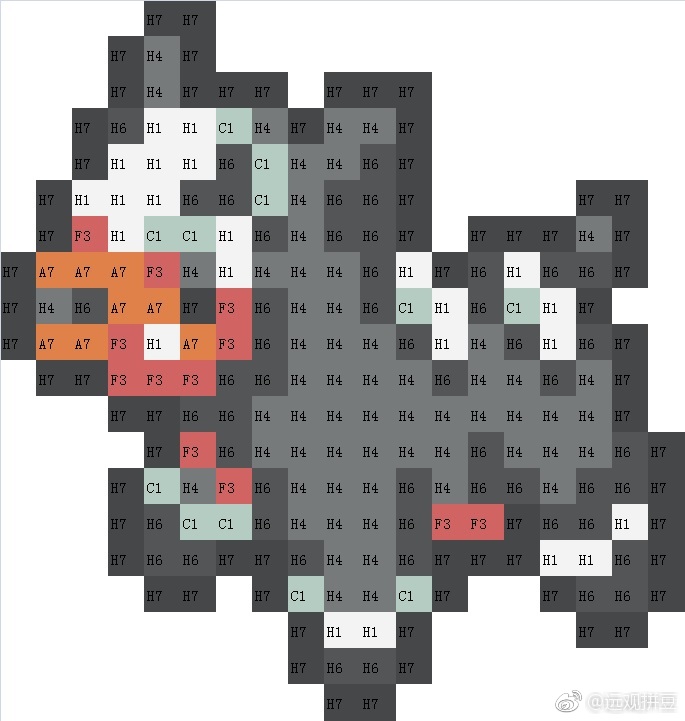 H7 H7
H7 H4 H7
H7 H4 H7 H7 H7 H7 H7 H7
H7 H6 H1 H1 C1 H4 H7 H4 H4 H7
H7 H1 H1 H1 H6 C1 H4 H4 H6 H7
H7 H1 H1 H1 H6 H6 C1 H4 H6 H6 H7 H7 H7
H7 F3 H1 C1 C1 H1 H6 H4 H6 H6 H7 H7 H7 H7 H4 H7
H7 A7 A7 A7 F3 H4 H1 H4 H4 H4 H6 H1 H7 H6 H1 H6 H6 H7
H7 H4 H6 A7 A7 H7 F3 H6 H4 H4 H6 C1 H1 H6 C1 H1 H7
H7 A7 A7 F3 H1 A7 F3 H6 H4 H4 H4 H6 H1 H4 H6 H1 H6 H7
H7 H7 F3 F3 F3 H6 H6 H4 H4 H4 H4 H6 H4 H4 H6 H4 H7
H7 H7 H6 H6 H4 H4 H4 H4 H4 H4 H4 H4 H4 H4 H7
H7 F3 H6 H4 H4 H4 H4 H4 H4 H6 H4 H4 H4 H6 H7
H7 C1 H4 F3 H6 H4 H4 H4 H6 H4 H6 H6 H4 H6 H6 H7
H7 H6 C1 C1 H6 H4 H4 H4 H6 F3 F3 H7 H6 H6 H1 H7
H7 H6 H6 H7 H7 H6 H4 H4 H6 H7 H7 H7 H1 H1 H6 H7
H7 H7 H7 C1 H4 H4 C1 H7 H7 H6 H6 H7
H7 H1 H1 H7 H7 H7
H7 H6 H6 H7
H7 H7
@远观拼豆